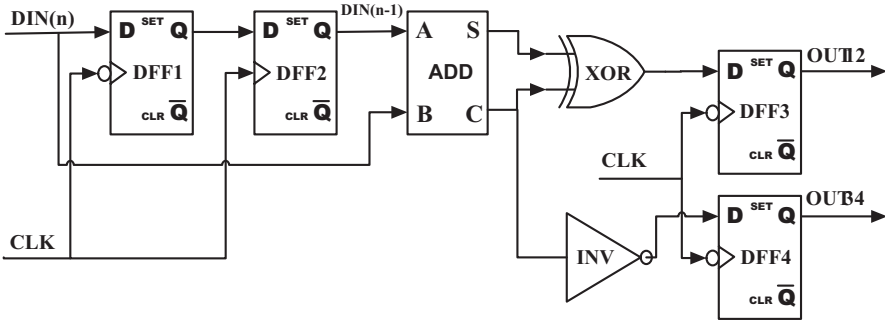 DIN(n)
D SET Q
DFF1
CLR Q
D SET Q
DFF2
CLR Q
DIN(n-1)
A S
ADD
B C
XOR
D SET Q
DFF3
CLR Q
OUT12
CLK
CLK
INV
D SET Q
DFF4
CLR Q
OUT34